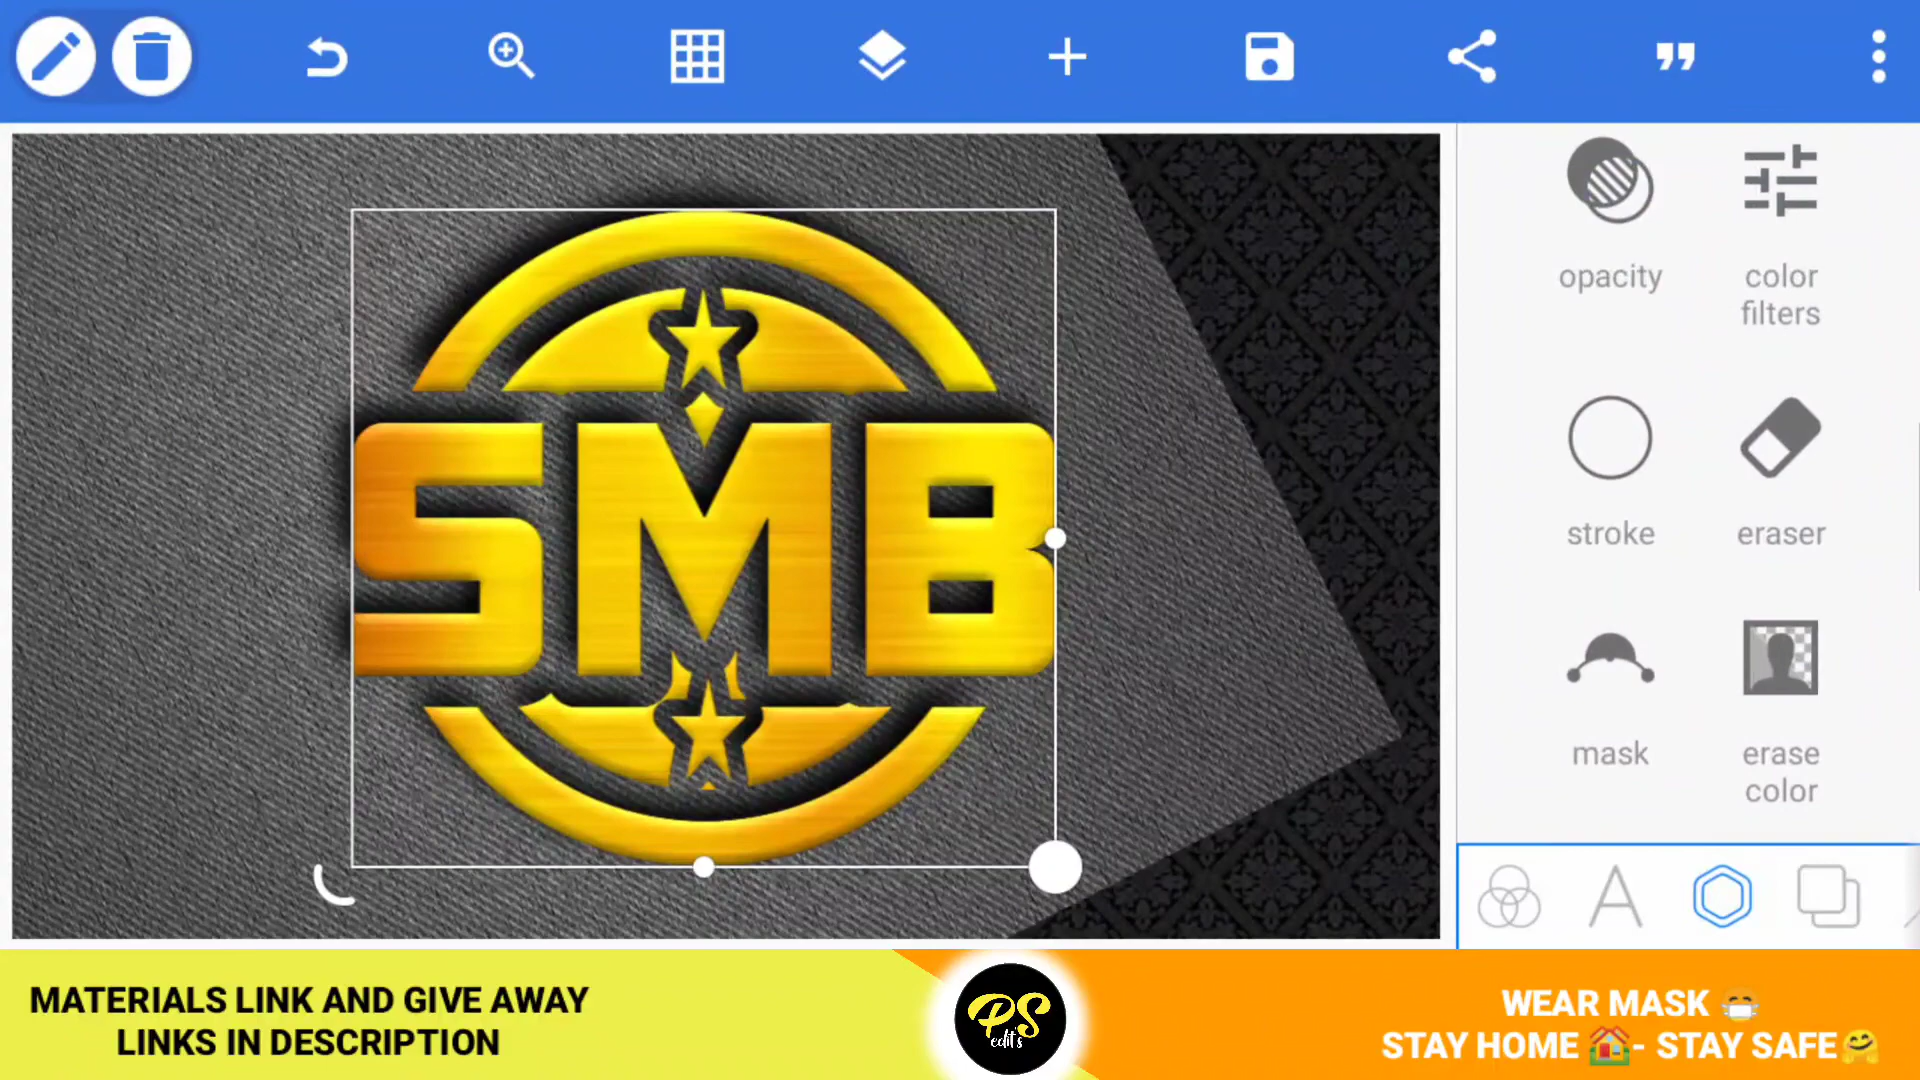 opacity
color
filters
SMB
stroke
eraser
mask
erase
color
MATERIALS LINK AND GIVE AWAY
LINKS IN DESCRIPTION
PS
edit's
WEAR MASK 😷
STAY HOME 🏠- STAY SAFE🤗